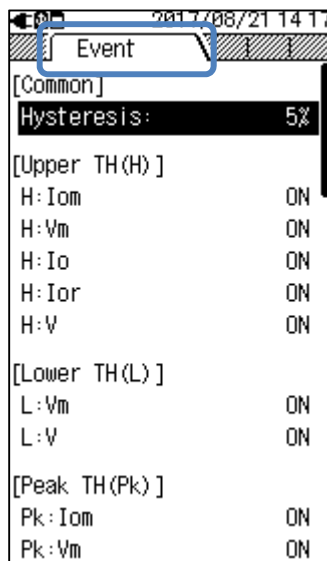 2017/08/21 14:17
Event
[Common]
Hysteresis: 5%
[Upper TH(H)]
H:Iom ON
H:Vm ON
H:Io ON
H:Ior ON
H:V ON
[Lower TH(L)]
L:Vm ON
L:V ON
[Peak TH(Pk)]
Pk:Iom ON
Pk:Vm ON